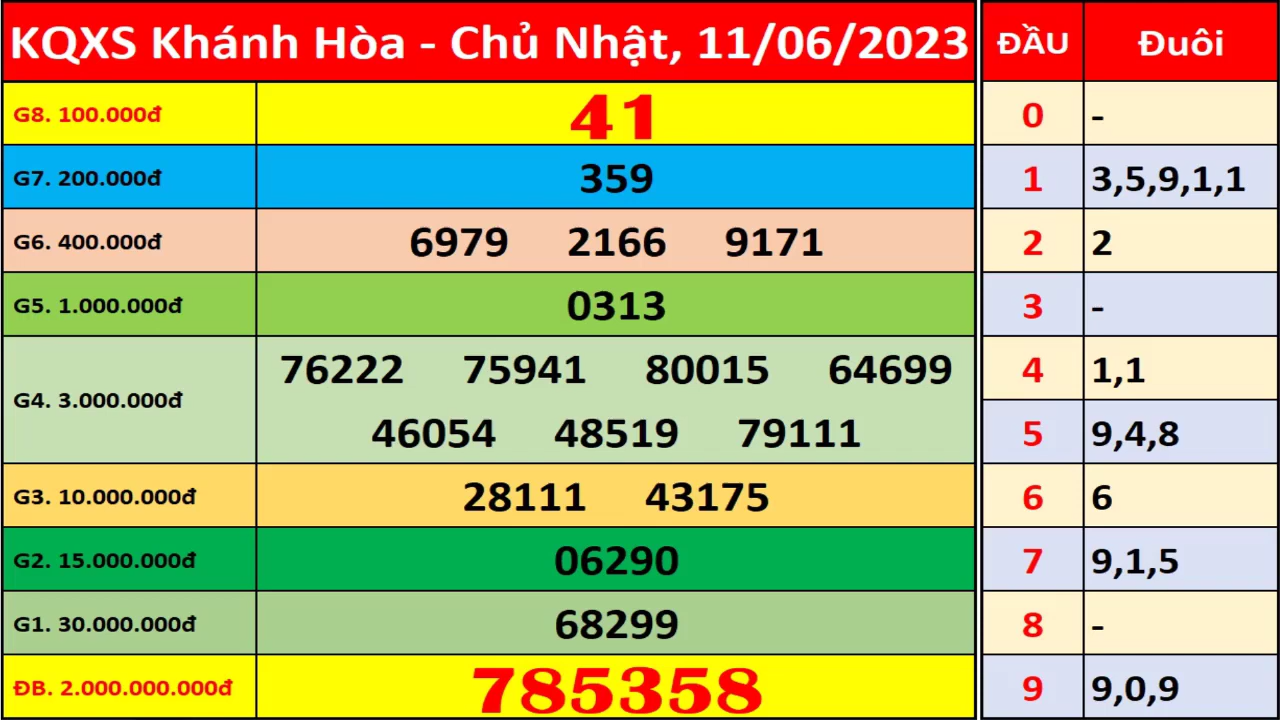 KQXS Khánh Hòa - Chủ Nhật, 11/06/2023 ĐẦU Đuôi
G8. 100.000đ 41 0 -
G7. 200.000đ 359 1 3,5,9,1,1
G6. 400.000đ 6979 2166 9171 2 2
G5. 1.000.000đ 0313 3 -
76222 75941 80015 64699 4 1,1
G4. 3.000.000đ
46054 48519 79111 5 9,4,8
G3. 10.000.000đ 28111 43175 6 6
G2. 15.000.000đ 06290 7 9,1,5
G1. 30.000.000đ 68299 8 -
ĐB. 2.000.000.000đ 785358 9 9,0,9